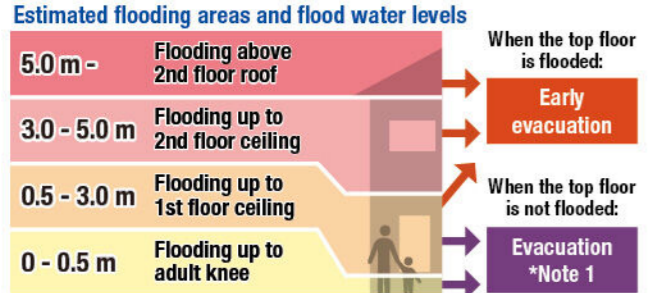 Estimated flooding areas and flood water levels
5.0 m -
Flooding above
2nd floor roof
3.0 - 5.0 m
Flooding up to
2nd floor ceiling
0.5 - 3.0 m
Flooding up to
1st floor ceiling
0 - 0.5 m
Flooding up to
adult knee
When the top floor
is flooded:
Early
evacuation
When the top floor
is not flooded:
Evacuation
*Note 1